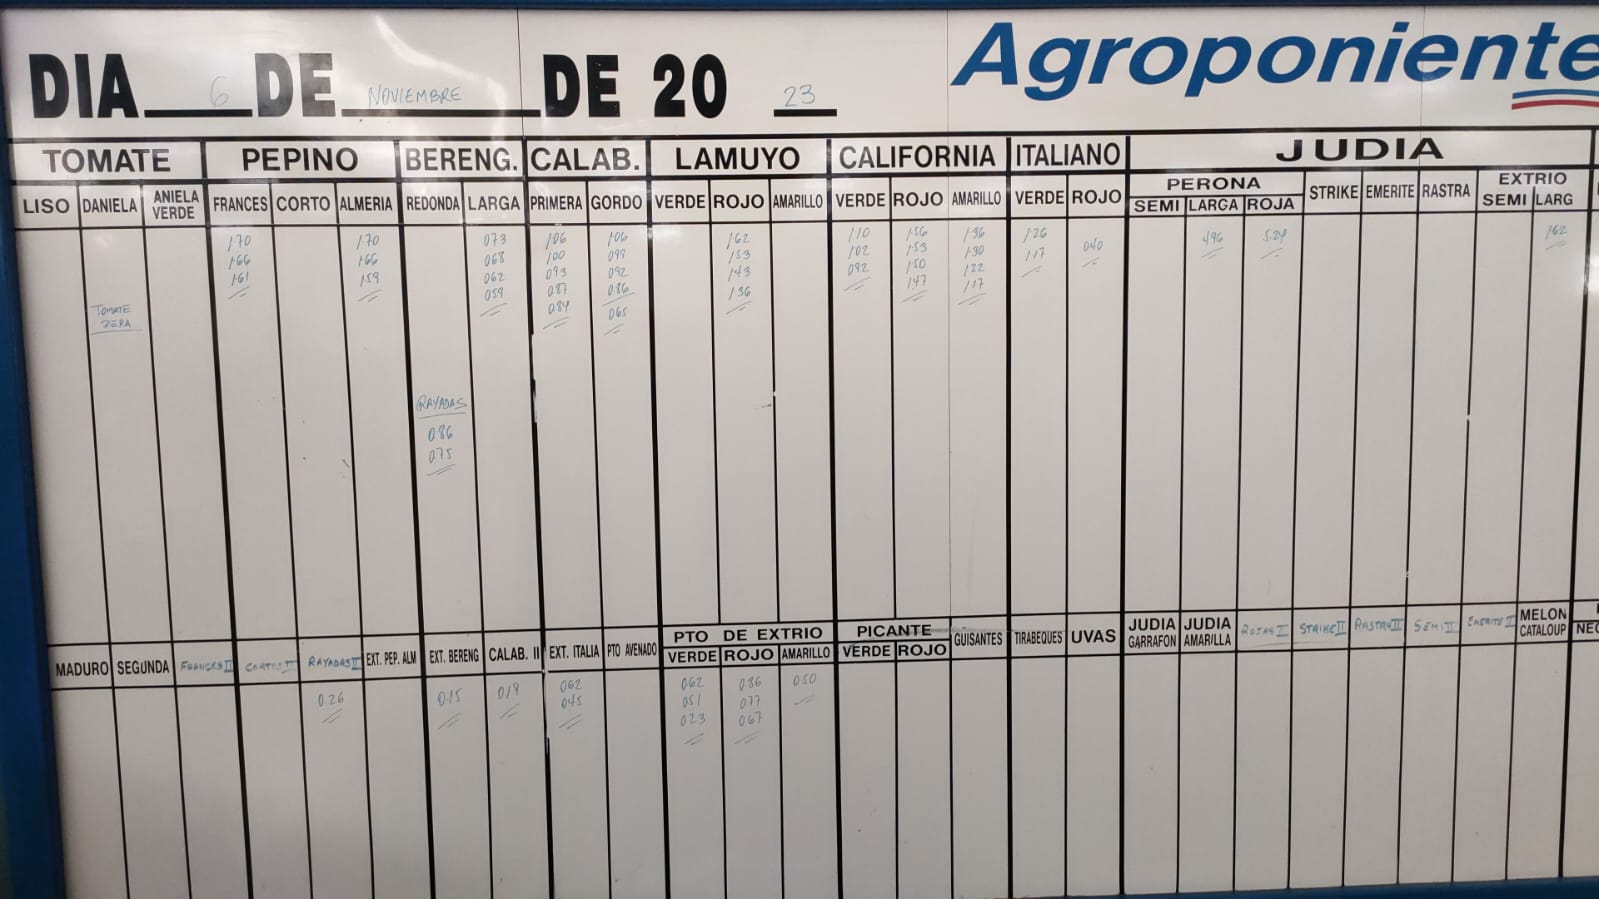 DIA 6 DE NOVIEMBRE DE 20 23
Agroponiente
TOMATE PEPINO BERENG. CALAB. LAMUYO CALIFORNIA ITALIANO JUDIA
PERONA STRIKE EMERITE RASTRA EXTRIO
LISO DANIELA ANIELA VERDE FRANCES CORTO ALMERIA REDONDA LARGA PRIMERA GORDO VERDE ROJO AMARILLO VERDE ROJO AMARILLO VERDE ROJO SEMI LARGA ROJA SEMI LARG
170 170 073 106 106 162 110 156 136 126 040 496 524 162
166 166 068 100 099 153 102 153 130 117
161 159 062 093 092 143 092 150 122
059 087 086 136 147 117
084 065
TOMATE
RAYADAS
086
075
PTO DE EXTRIO PICANTE
MADURO SEGUNDA FRANCES II CORTO II RAYADAS II EXT. PEP. ALM EXT. BERENG CALAB. II EXT. ITALIA PTO AVENADO VERDE ROJO AMARILLO VERDE ROJO GUISANTES TIRABEQUES UVAS JUDIA GARRAFON JUDIA AMARILLA ROJAS II STRIKE II RASTRA II SEMI II EMERITE II MELON CATALOUP
026 015 019 062 062 086 050
045 051 077
023 067